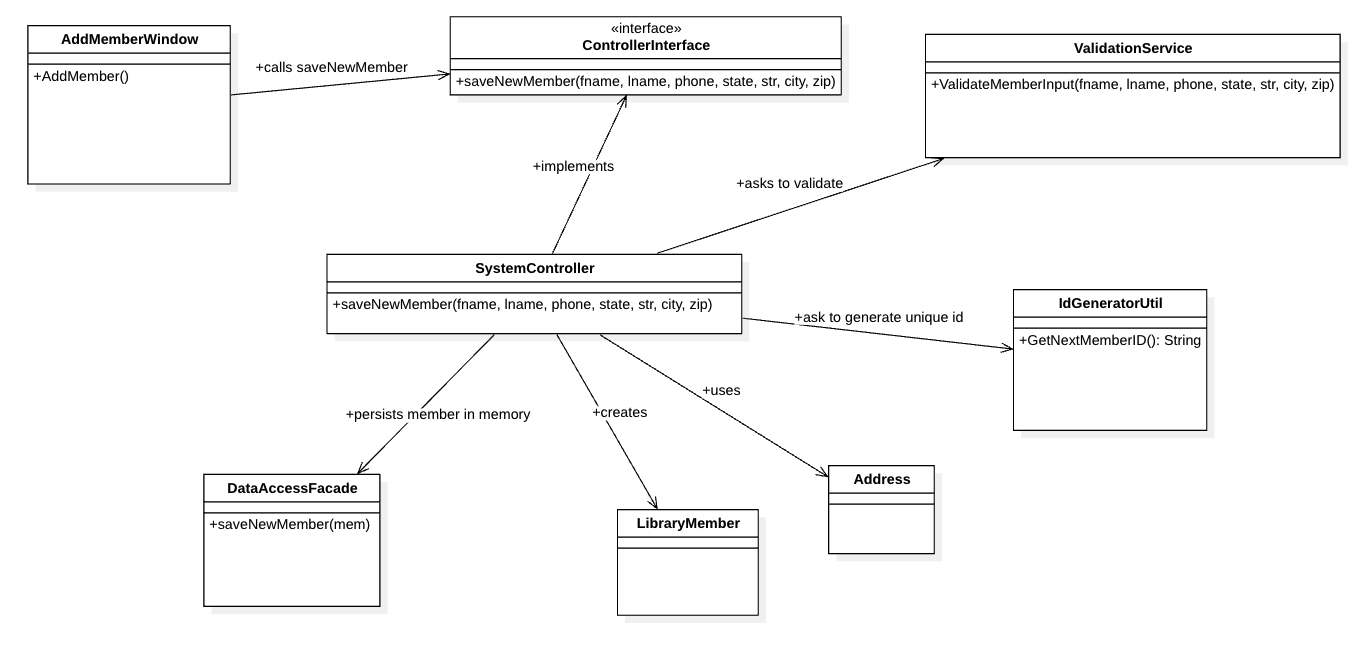 AddMemberWindow
+AddMember()
+calls saveNewMember
«interface»
ControllerInterface
+saveNewMember(fname, lname, phone, state, str, city, zip)
ValidationService
+ValidateMemberInput(fname, lname, phone, state, str, city, zip)
+implements
+asks to validate
SystemController
+saveNewMember(fname, lname, phone, state, str, city, zip)
+ask to generate unique id
IdGeneratorUtil
+GetNextMemberID(): String
+persists member in memory
+creates
+uses
DataAccessFacade
+saveNewMember(mem)
LibraryMember
Address